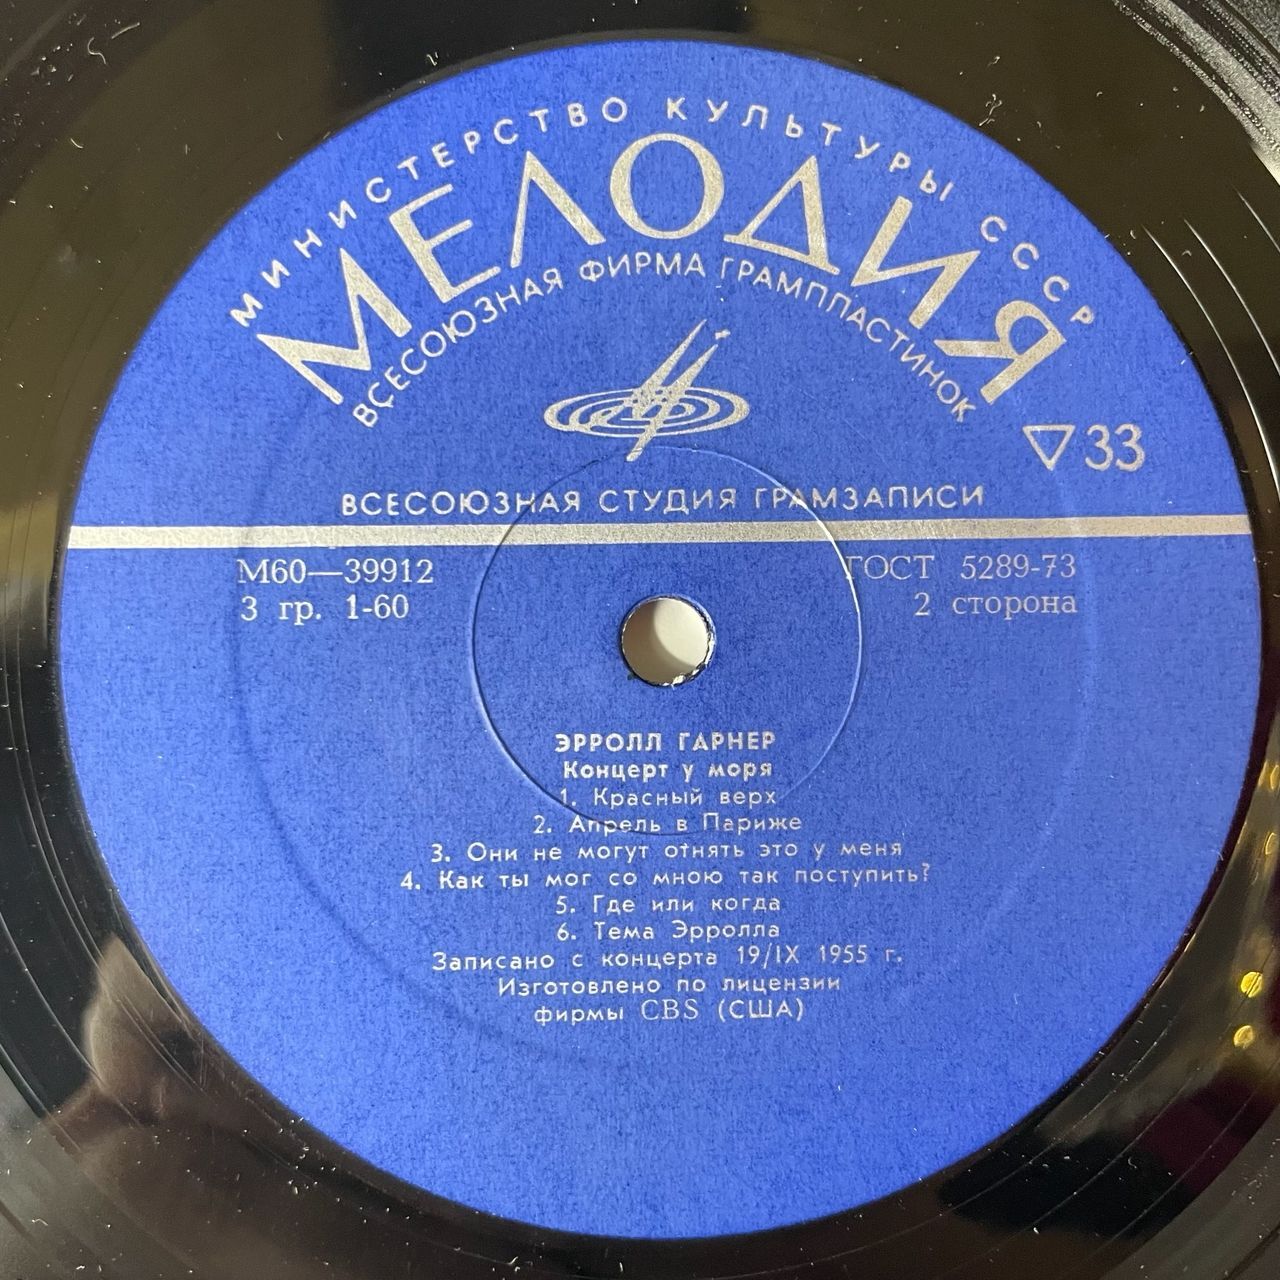 МИНИСТЕРСТВО КУЛЬТУРЫ СССР
МЕЛОДИЯ
ВСЕСОЮЗНАЯ ФИРМА ГРАМПЛАСТИНОК
▽33
ВСЕСОЮЗНАЯ СТУДИЯ ГРАМЗАПИСИ
М60—39912
ГОСТ 5289-73
3 гр. 1-60
2 сторона
ЭРРОЛЛ ГАРНЕР
Концерт у моря
1. Красный верх
2. Апрель в Париже
3. Они не могут отнять это у меня
4. Как ты мог со мною так поступить?
5. Где или когда
6. Тема Эрролла
Записано с концерта 19/IX 1955 г.
Изготовлено по лицензии
фирмы CBS (США)